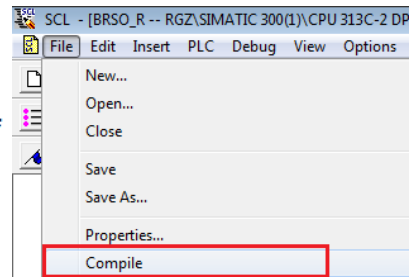 SCL - [BRSO_R -- RGZ\SIMATIC 300(1)\CPU 313C-2 DP
File Edit Insert PLC Debug View Options
New...
Open...
Close
Save
Save As...
Properties...
Compile